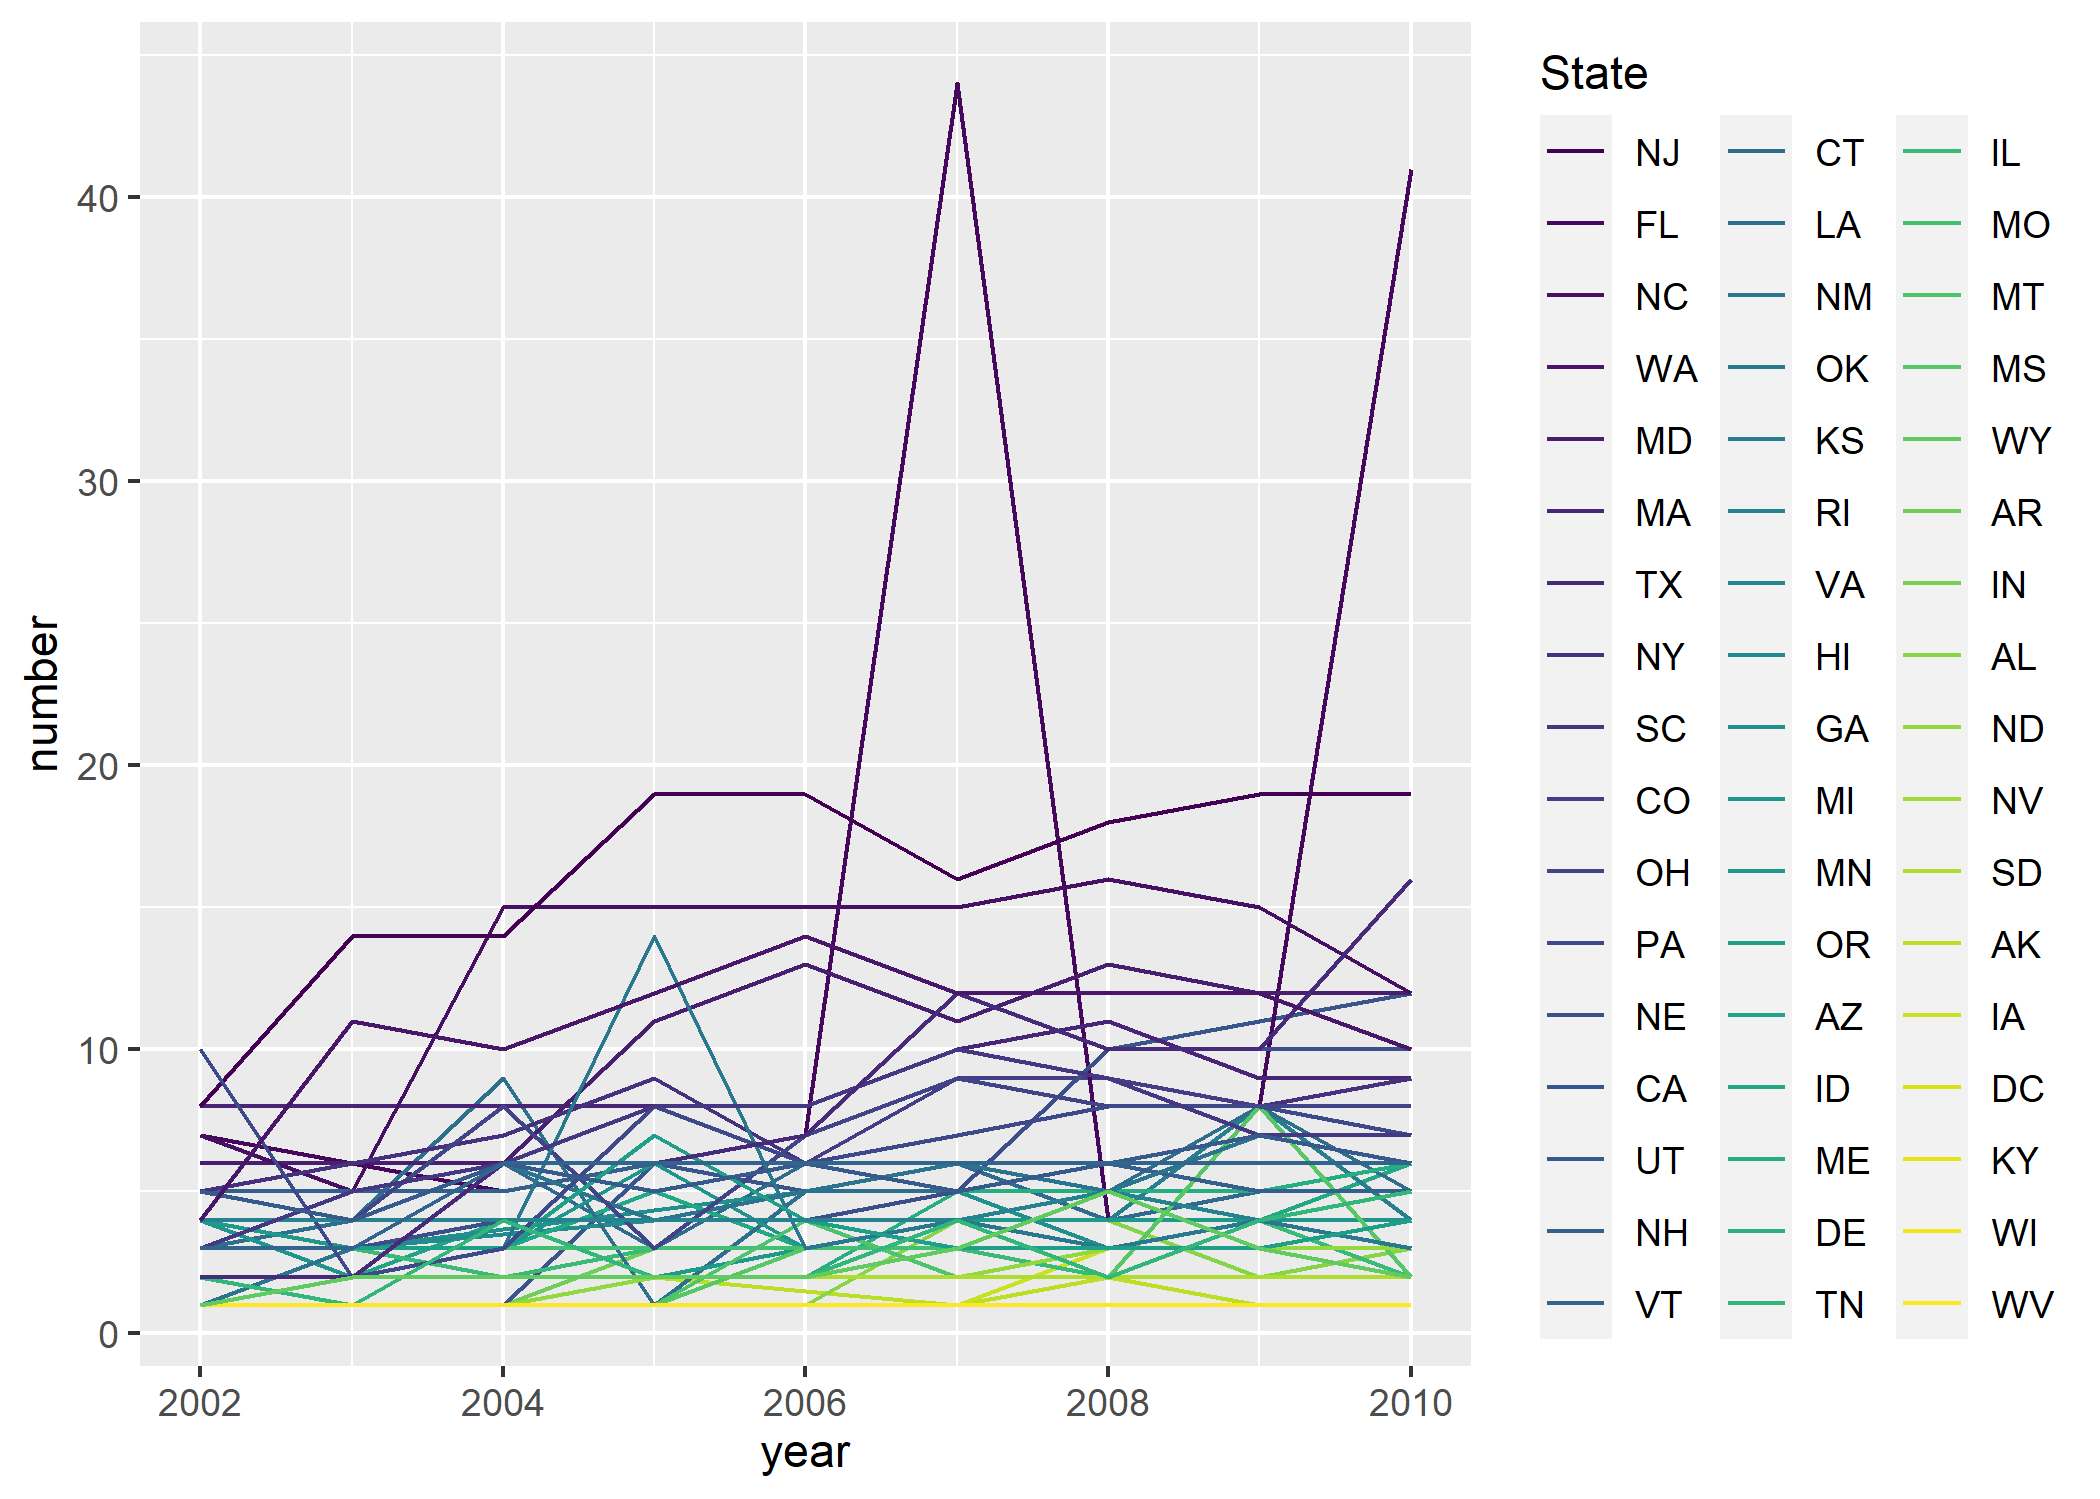 State
NJ CT IL
FL LA MO
NC NM MT
WA OK MS
MD KS WY
MA RI AR
TX VA IN
NY HI AL
SC GA ND
CO MI NV
OH MN SD
PA OR AK
NE AZ IA
CA ID DC
UT ME KY
NH DE WI
VT TN WV
number
40
30
20
10
0
2002 2004 2006 2008 2010
year